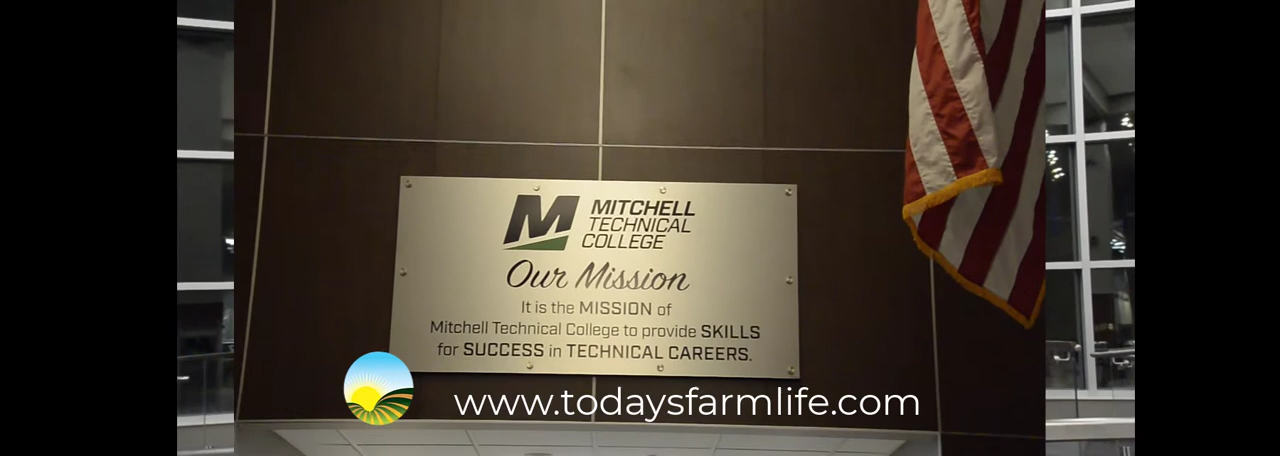 MITCHELL
TECHNICAL
COLLEGE
Our Mission
It is the MISSION of
Mitchell Technical College to provide SKILLS
for SUCCESS in TECHNICAL CAREERS.
www.todaysfarmlife.com